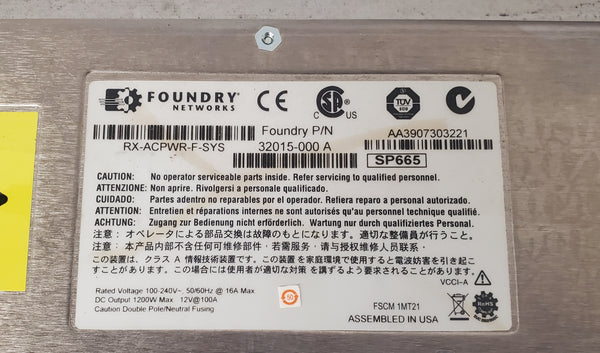 FOUNDRY
NETWORKS
CE
CSA
C US
TÜV
Foundry P/N
RX-ACPWR-F-SYS
32015-000 A
AA3907303221
SP665
CAUTION: No operator serviceable parts inside. Refer servicing to qualified personnel.
ATTENZIONE: Non aprire. Rivolgersi a personale qualificado.
CUIDADO: Partes adentro no reparables por el operador. Refiera reparo a personal autorizado.
ATTENTION: Entretien et réparations internes ne sont autorisés qu'au personnel technique qualifié.
ACHTUNG: Zugang zur Bedienung nicht erforderlich. Wartung nur durch qualifiziertes Personal.
注意: オペレータによる部品交換は故障のもとになります。適切な整備員が行うこと。
注意: 本产品内部不含任何可维修部件,若需服务,请与授权维修人员联系.
この装置は、クラス A 情報技術装置です。この装置を家庭環境で使用すると電波妨害を引き起こ
すことがあります。この場合には使用者が適切な対策を講ずるよう要求されることがあります。
VCCI-A
Rated Voltage 100-240V~, 50/60Hz @ 16A Max
DC Output 1200W Max 12V@100A
Caution Double Pole/Neutral Fusing
50
FSCM 1MT21
ASSEMBLED IN USA
RoHS